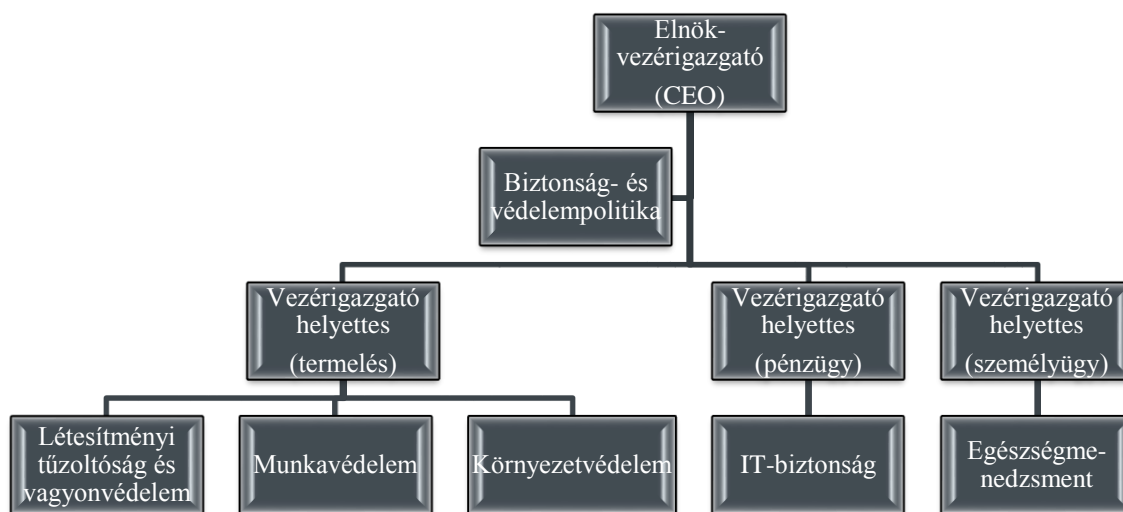 Elnök-
vezérigazgató
(CEO)
Biztonság- és
védelempolitika
Vezérigazgató
helyettes
(termelés)
Vezérigazgató
helyettes
(pénzügy)
Vezérigazgató
helyettes
(személyügy)
Létesítményi
tűzoltóság és
vagyonvédelem
Munkavédelem
Környezetvédelem
IT-biztonság
Egészségme-
nedzsment